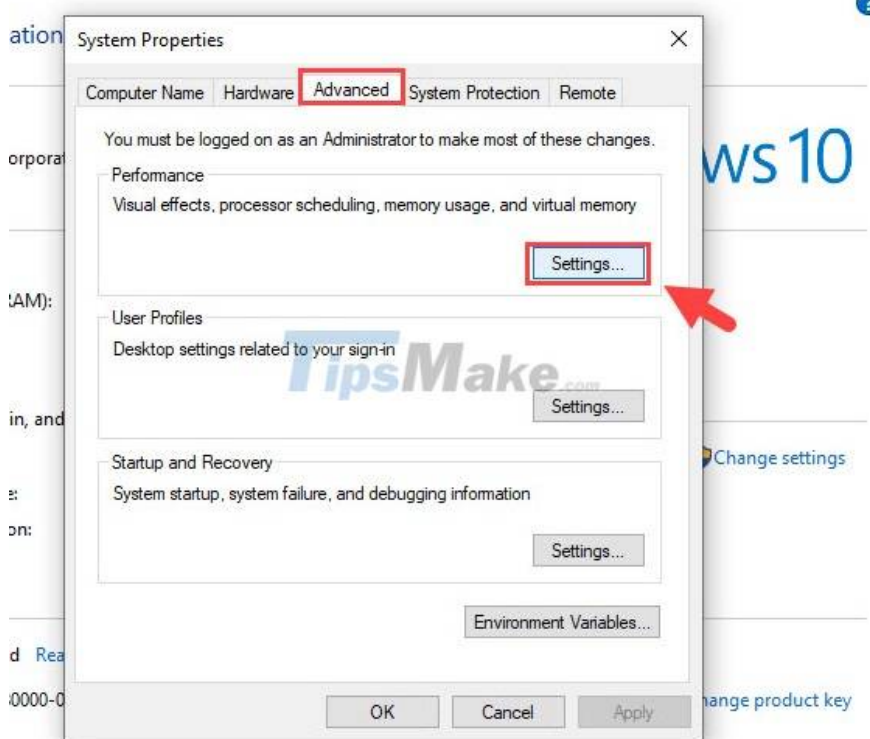 ation
System Properties
Computer Name Hardware Advanced System Protection Remote
You must be logged on as an Administrator to make most of these changes.
orporat
ws 10
Performance
Visual effects, processor scheduling, memory usage, and virtual memory
Settings...
AM):
User Profiles
Desktop settings related to your sign-in
TipsMake.com
Settings...
in, and
Startup and Recovery
Change settings
System startup, system failure, and debugging information
e:
on:
Settings...
Environment Variables...
d Rea
0000-0
hange product key
OK Cancel Apply